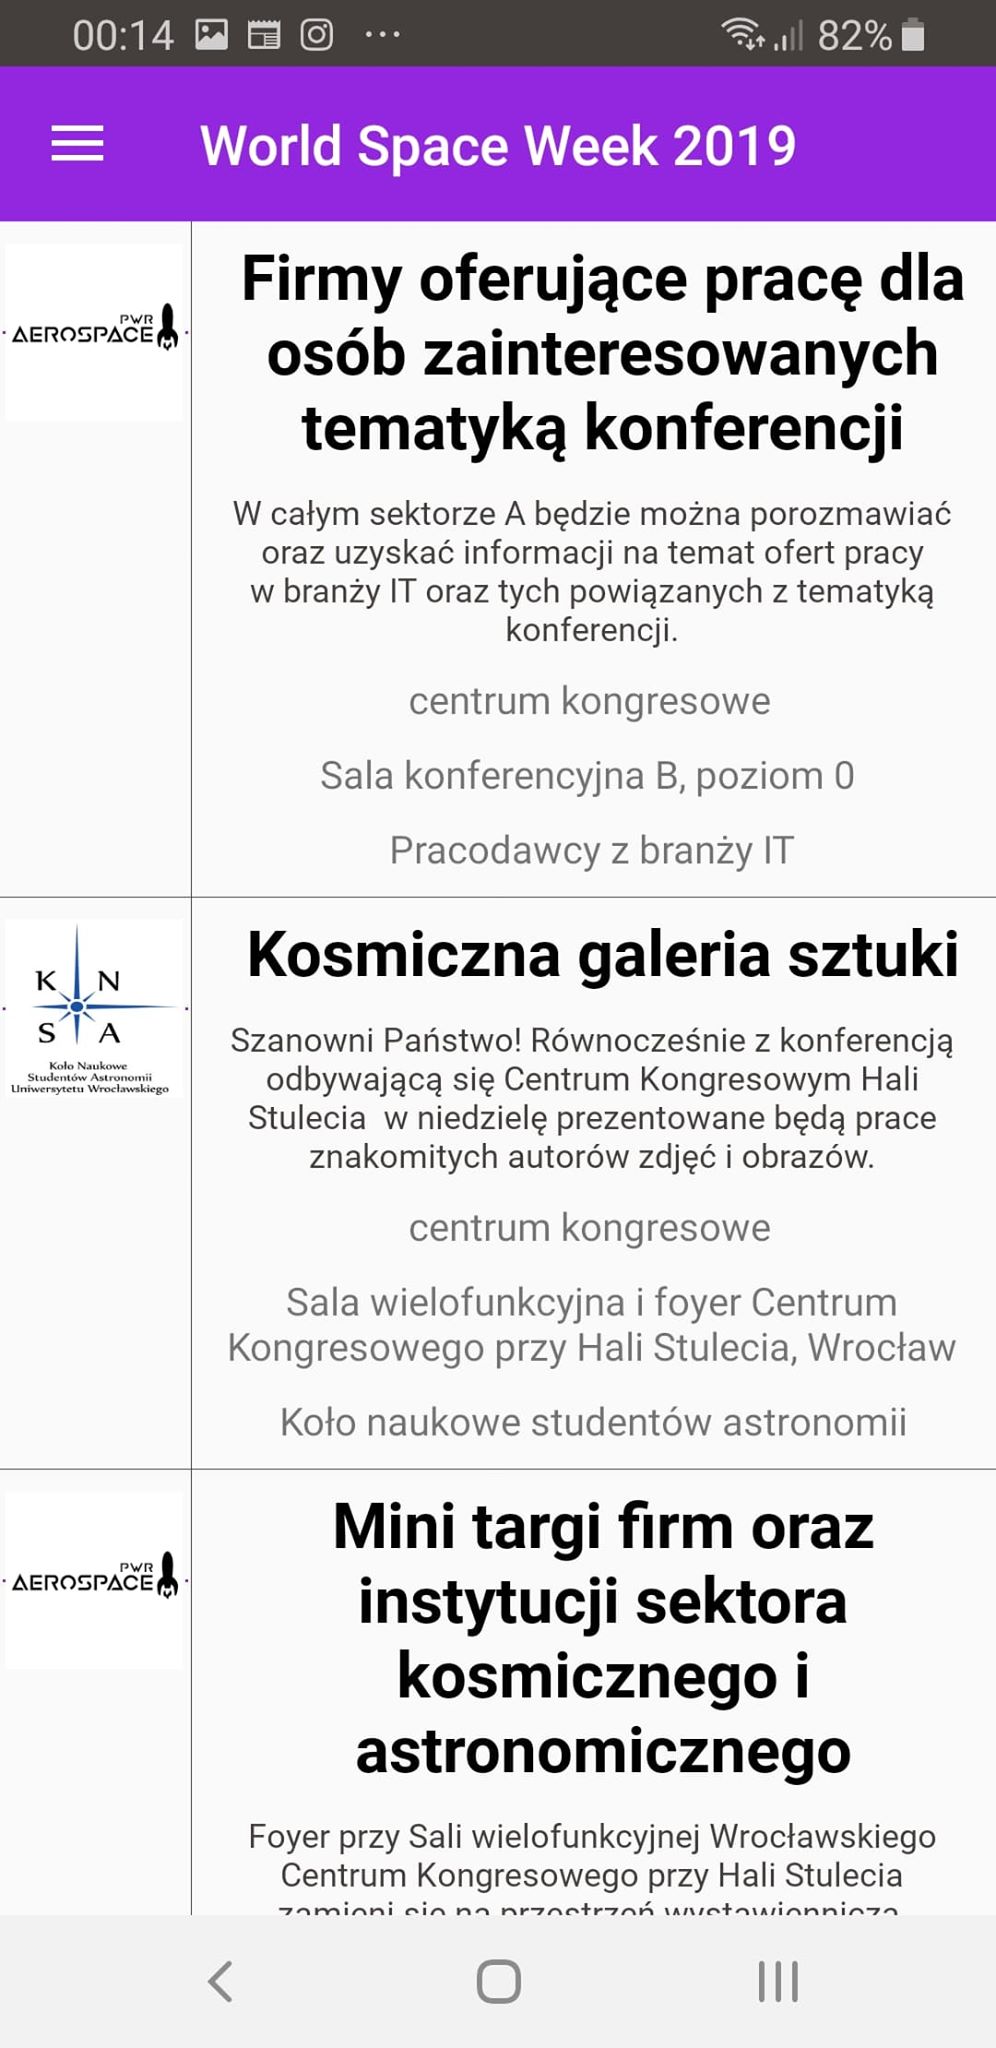 00:14
82%
World Space Week 2019
PWR
AEROSPACE
Firmy oferujące pracę dla
osób zainteresowanych
tematyką konferencji
W całym sektorze A będzie można porozmawiać
oraz uzyskać informacji na temat ofert pracy
w branży IT oraz tych powiązanych z tematyką
konferencji.
centrum kongresowe
Sala konferencyjna B, poziom 0
Pracodawcy z branży IT
K N
S A
Koło Naukowe
Studentów Astronomii
Uniwersytetu Wrocławskiego
Kosmiczna galeria sztuki
Szanowni Państwo! Równocześnie z konferencją
odbywającą się Centrum Kongresowym Hali
Stulecia  w niedzielę prezentowane będą prace
znakomitych autorów zdjęć i obrazów.
centrum kongresowe
Sala wielofunkcyjna i foyer Centrum
Kongresowego przy Hali Stulecia, Wrocław
Koło naukowe studentów astronomii
PWR
AEROSPACE
Mini targi firm oraz
instytucji sektora
kosmicznego i
astronomicznego
Foyer przy Sali wielofunkcyjnej Wrocławskiego
Centrum Kongresowego przy Hali Stulecia
zamieni się na przestrzeń wystawienniczą